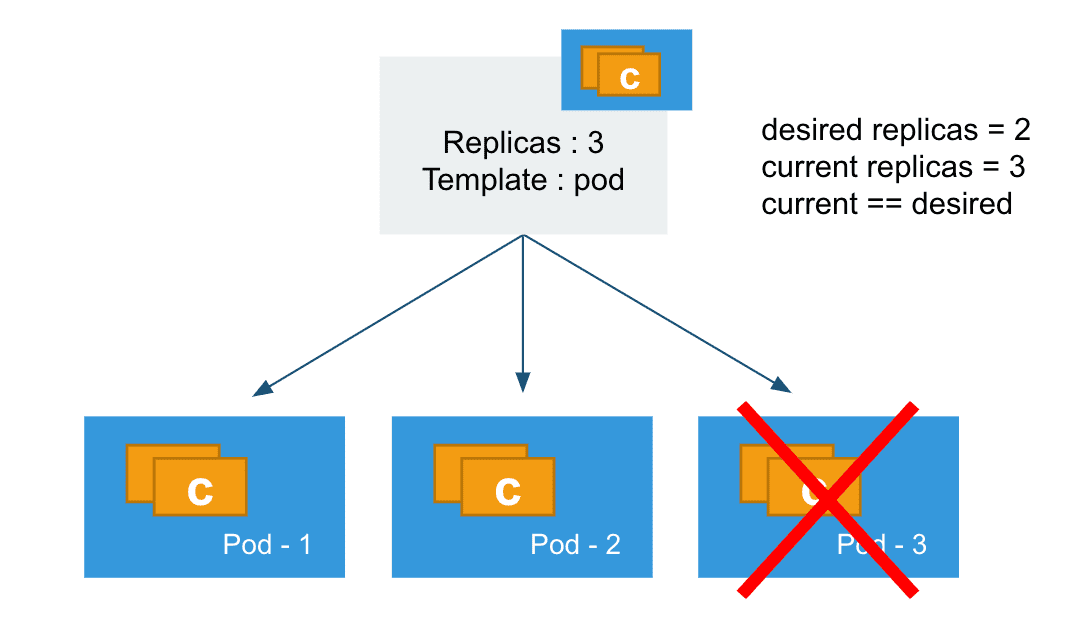 c
Replicas : 3
Template : pod
desired replicas = 2
current replicas = 3
current == desired
c
Pod - 1
c
Pod - 2
c
Pod - 3